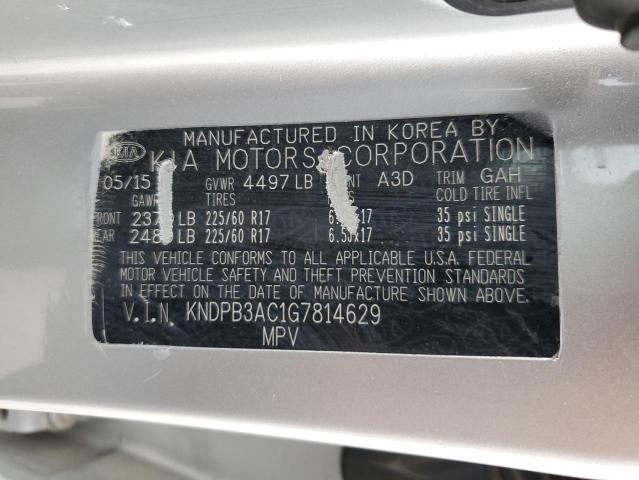 MANUFACTURED IN KOREA BY
KIA KIA MOTORS CORPORATION
05/15 GVWR 4497 LB A3D TRIM GAH
TIRES COLD TIRE INFL
LB 225/60 R17 35 psi SINGLE
LB 225/60 R17 35 psi SINGLE
THIS VEHICLE CONFORMS TO ALL APPLICABLE U.S.A. FEDERAL
MOTOR VEHICLE SAFETY AND THEFT PREVENTION STANDARDS
IN EFFECT ON THE DATE OF MANUFACTURE SHOWN ABOVE.
V.I.N. KNDPB3AC1G7814629
MPV